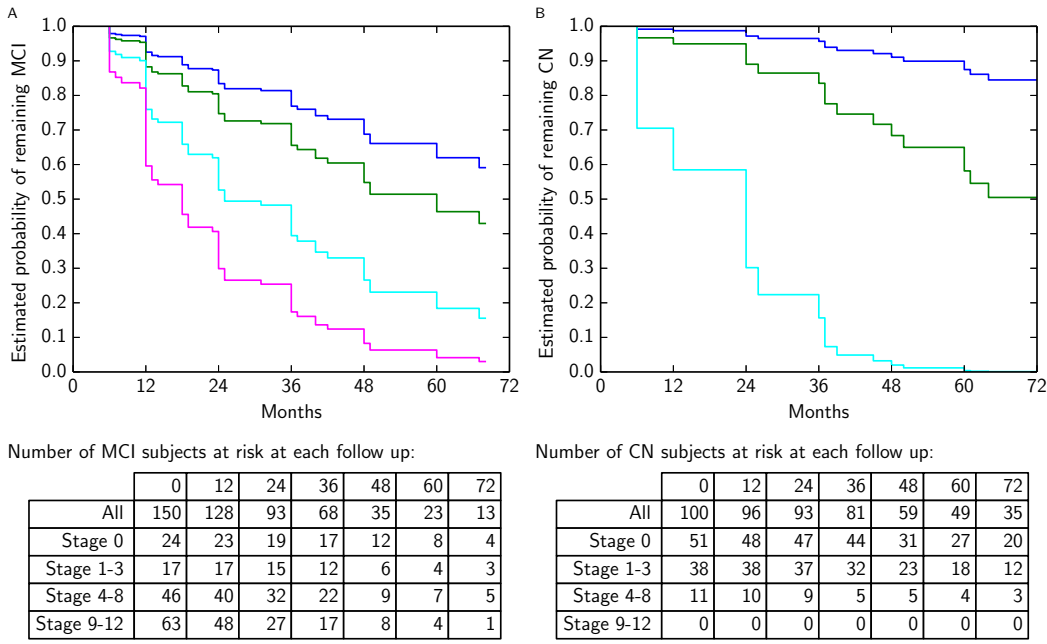 A
Estimated probability of remaining MCI
1.0
0.9
0.8
0.7
0.6
0.5
0.4
0.3
0.2
0.1
0.0
0 12 24 36 48 60 72
Months
Number of MCI subjects at risk at each follow up:
0 12 24 36 48 60 72
All 150 128 93 68 35 23 13
Stage 0 24 23 19 17 12 8 4
Stage 1-3 17 17 15 12 6 4 3
Stage 4-8 46 40 32 22 9 7 5
Stage 9-12 63 48 27 17 8 4 1
B
Estimated probability of remaining CN
1.0
0.9
0.8
0.7
0.6
0.5
0.4
0.3
0.2
0.1
0.0
0 12 24 36 48 60 72
Months
Number of CN subjects at risk at each follow up:
0 12 24 36 48 60 72
All 100 96 93 81 59 49 35
Stage 0 51 48 47 44 31 27 20
Stage 1-3 38 38 37 32 23 18 12
Stage 4-8 11 10 9 5 5 4 3
Stage 9-12 0 0 0 0 0 0 0